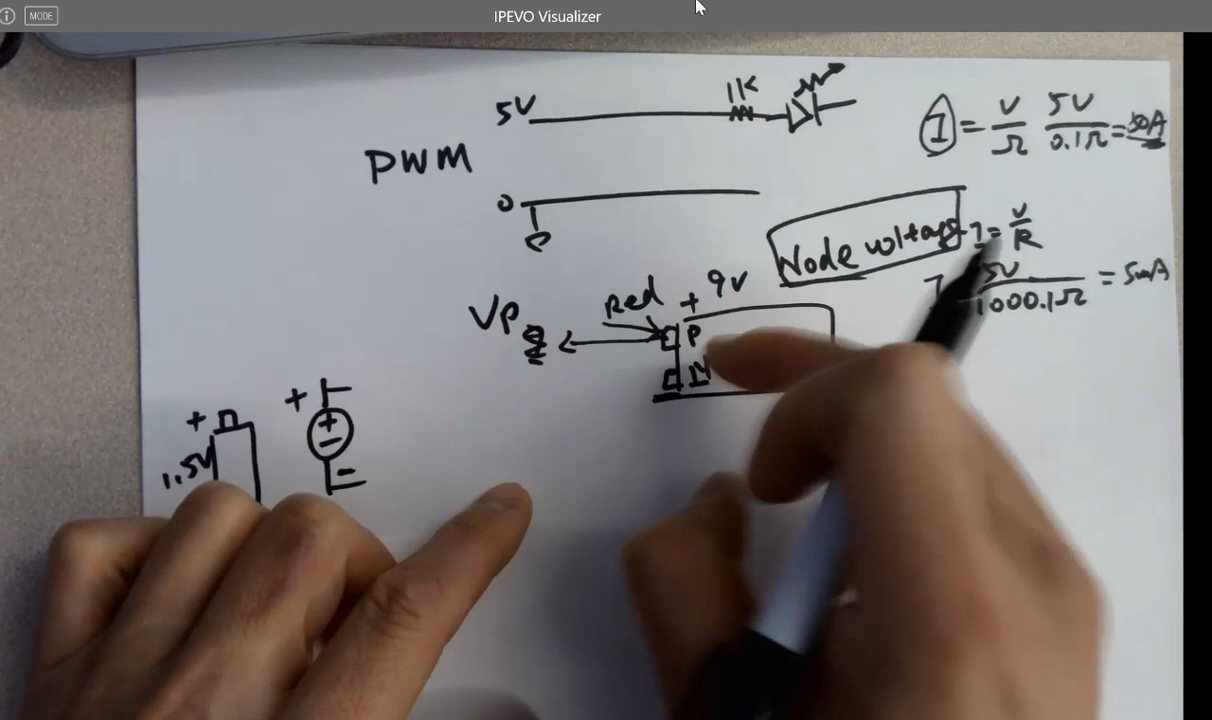 MODE
IPEVO Visualizer
5V
1K
PWM
0
I = V/Ω 5V/0.1Ω = 50A
Node voltage
I = V/R
5V/1000.1Ω = 5mA
Red + 9V
VP
P
+
1.5V
+
+
-
-